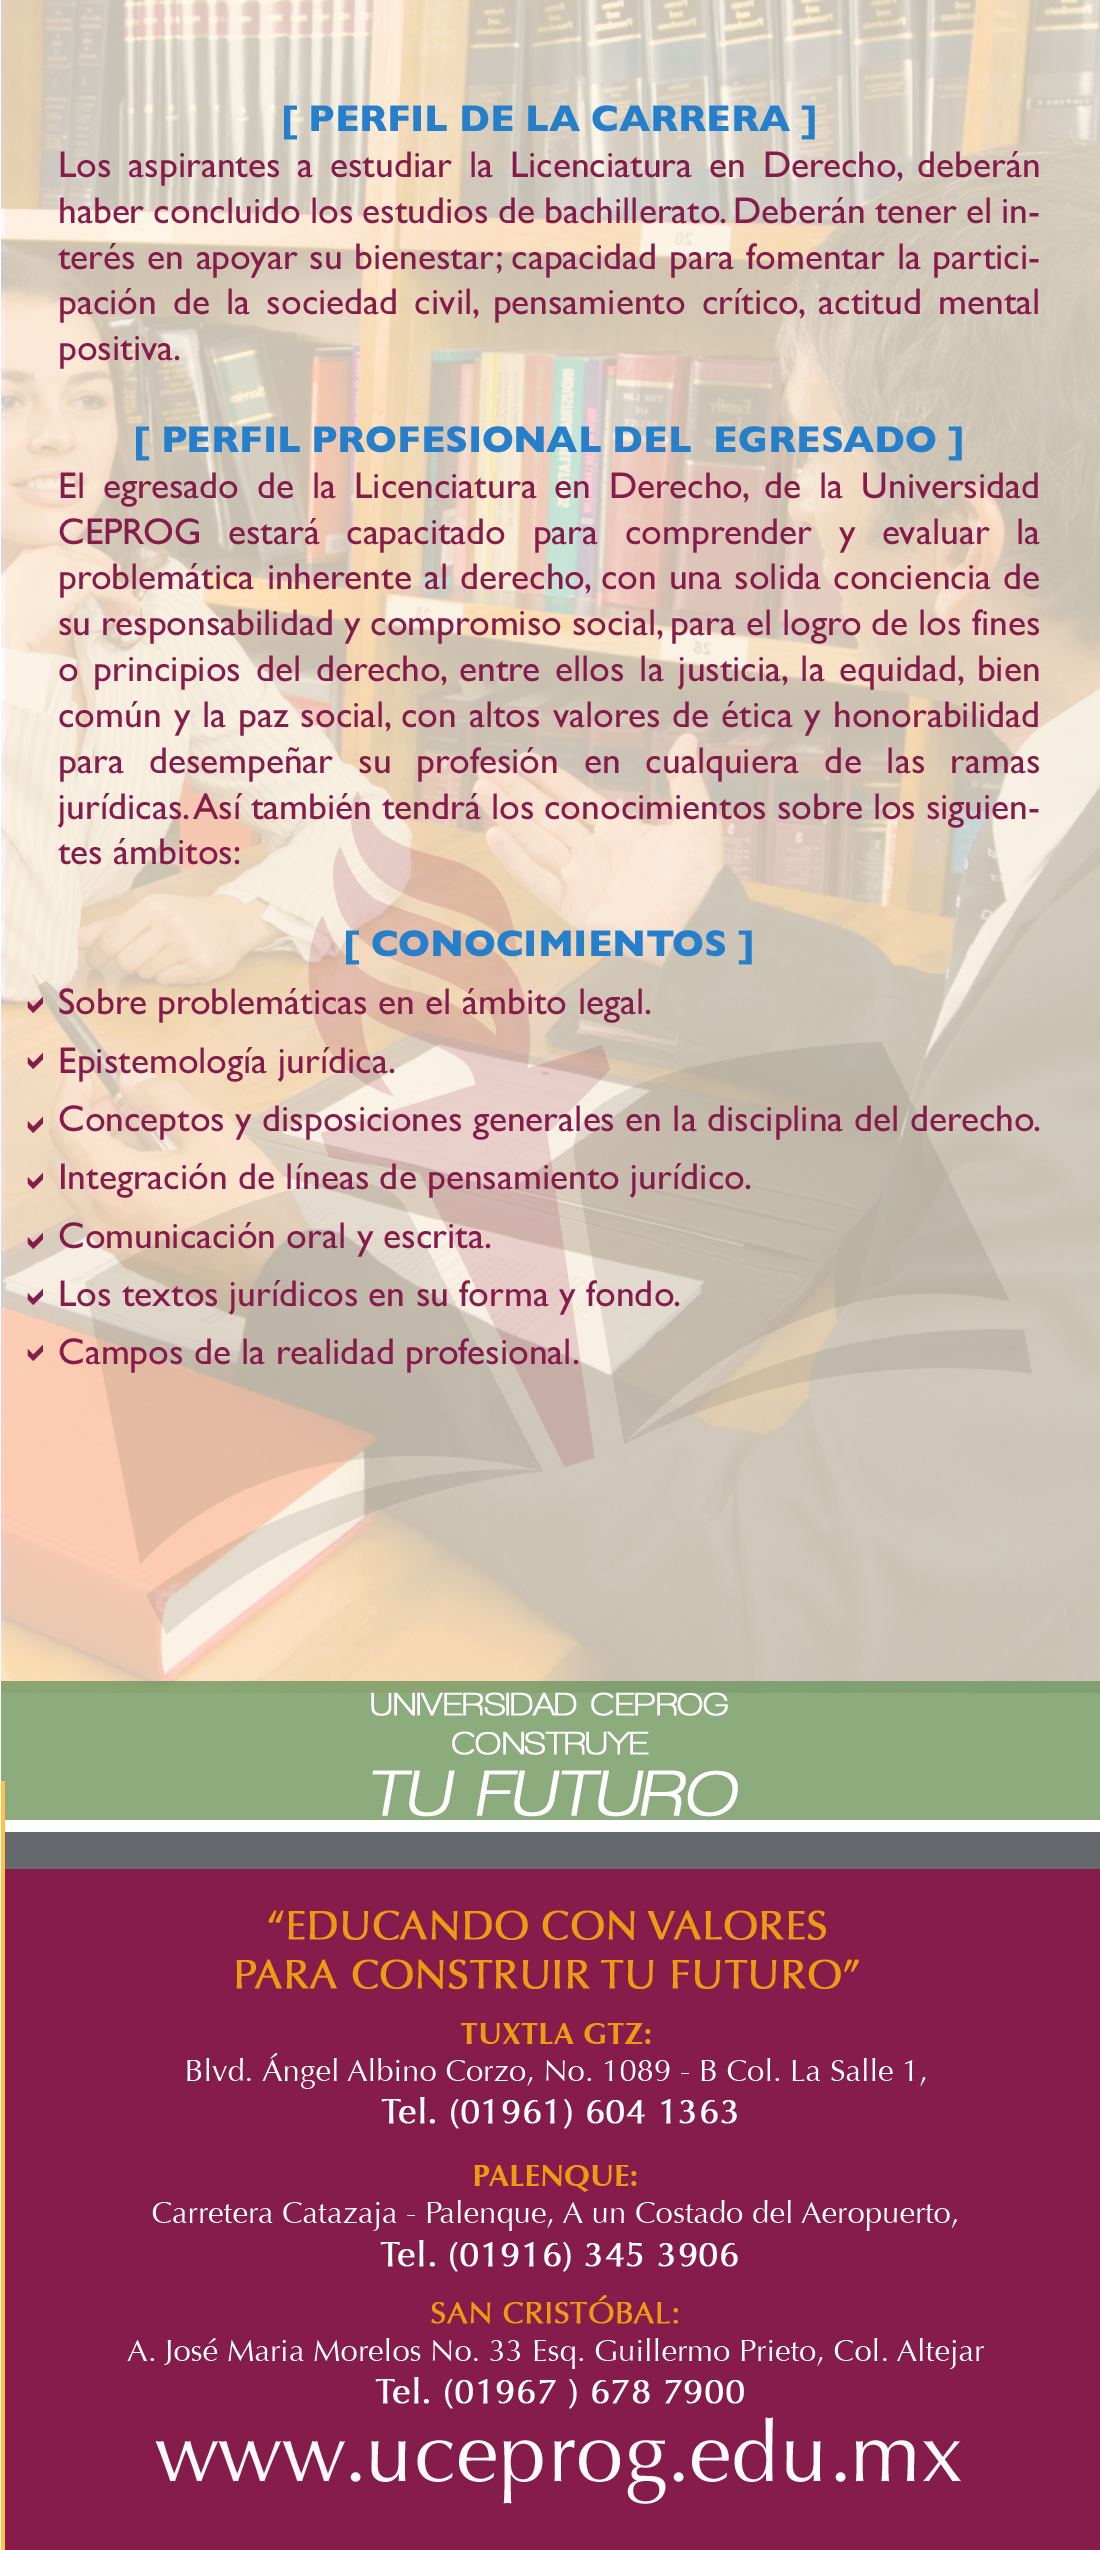 [ PERFIL DE LA CARRERA ]
Los aspirantes a estudiar la Licenciatura en Derecho, deberán
haber concluido los estudios de bachillerato. Deberán tener el in-
terés en apoyar su bienestar; capacidad para fomentar la partici-
pación de la sociedad civil, pensamiento crítico, actitud mental
positiva.
[ PERFIL PROFESIONAL DEL EGRESADO ]
El egresado de la Licenciatura en Derecho, de la Universidad
CEPROG estará capacitado para comprender y evaluar la
problemática inherente al derecho, con una solida conciencia de
su responsabilidad y compromiso social, para el logro de los fines
o principios del derecho, entre ellos la justicia, la equidad, bien
común y la paz social, con altos valores de ética y honorabilidad
para desempeñar su profesión en cualquiera de las ramas
jurídicas. Así también tendrá los conocimientos sobre los siguien-
tes ámbitos:
[ CONOCIMIENTOS ]
Sobre problemáticas en el ámbito legal.
Epistemología jurídica.
Conceptos y disposiciones generales en la disciplina del derecho.
Integración de líneas de pensamiento jurídico.
Comunicación oral y escrita.
Los textos jurídicos en su forma y fondo.
Campos de la realidad profesional.
UNIVERSIDAD CEPROG
CONSTRUYE
TU FUTURO
“EDUCANDO CON VALORES
PARA CONSTRUIR TU FUTURO”
TUXTLA GTZ:
Blvd. Ángel Albino Corzo, No. 1089 - B Col. La Salle 1,
Tel. (01961) 604 1363
PALENQUE:
Carretera Catazaja - Palenque, A un Costado del Aeropuerto,
Tel. (01916) 345 3906
SAN CRISTÓBAL:
A. José Maria Morelos No. 33 Esq. Guillermo Prieto, Col. Altejar
Tel. (01967 ) 678 7900
www.uceprog.edu.mx